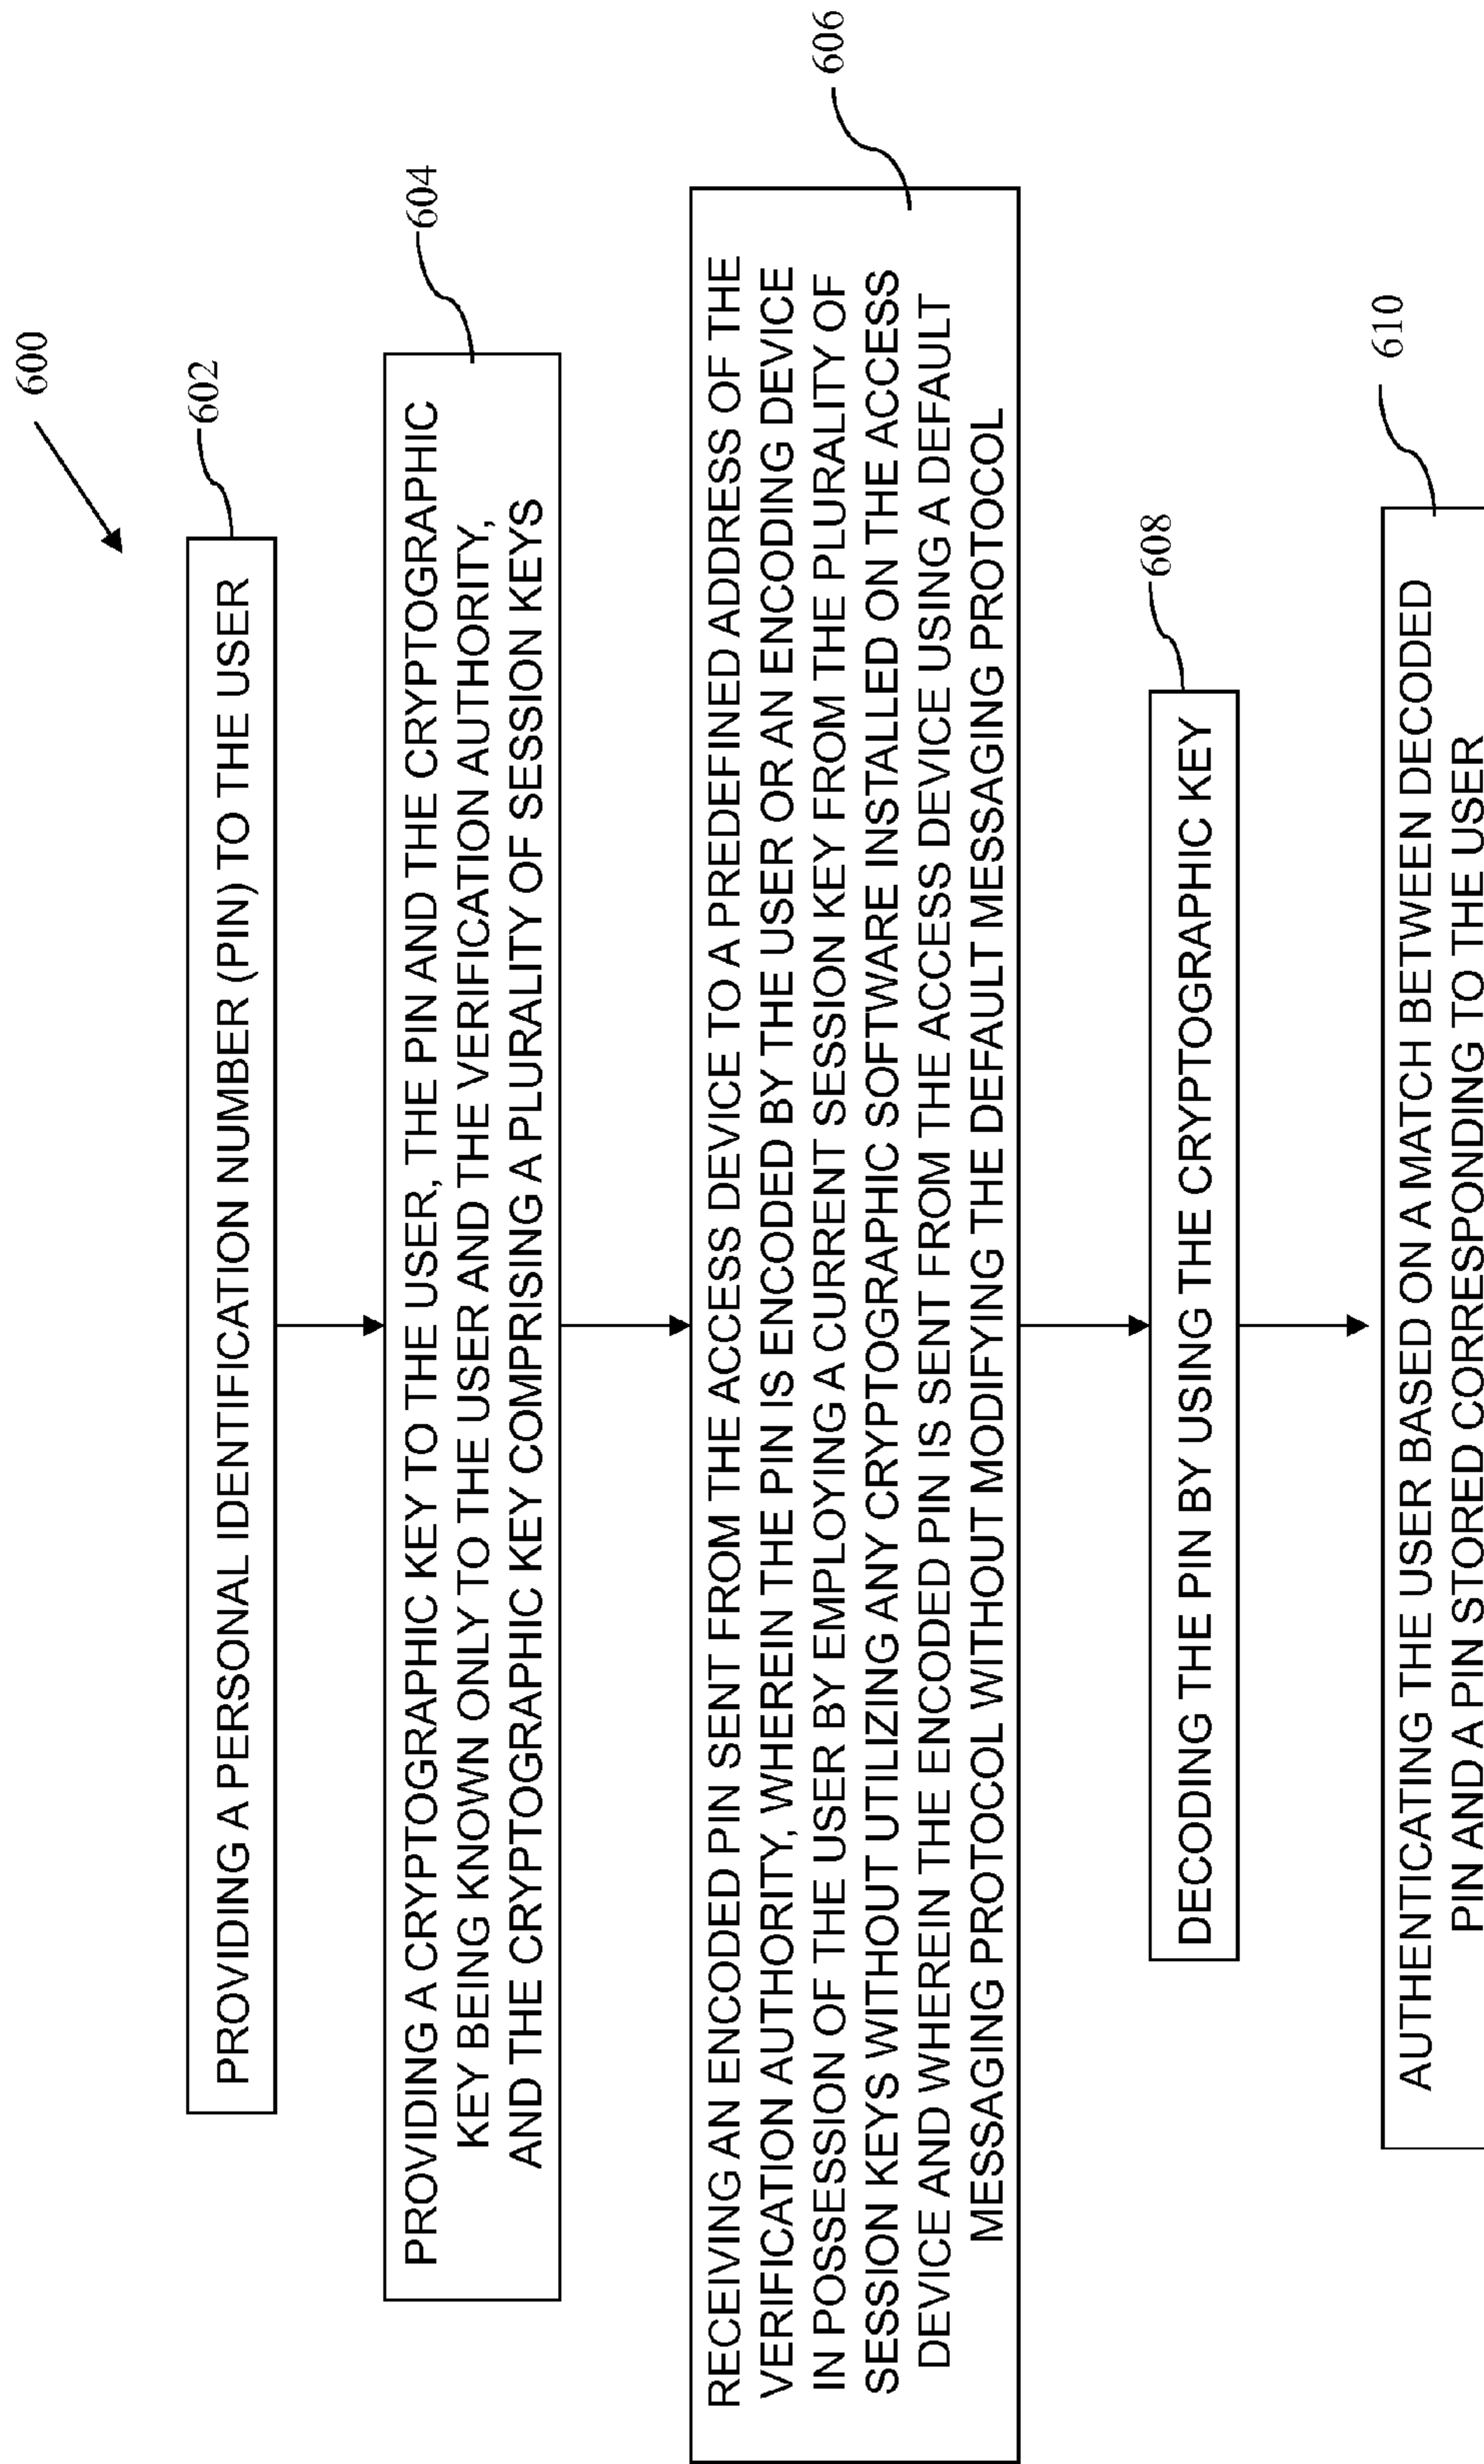 600
602
PROVIDING A PERSONAL IDENTIFICATION NUMBER (PIN) TO THE USER
604
PROVIDING A CRYPTOGRAPHIC KEY TO THE USER, THE PIN AND THE CRYPTOGRAPHIC
KEY BEING KNOWN ONLY TO THE USER AND THE VERIFICATION AUTHORITY,
AND THE CRYPTOGRAPHIC KEY COMPRISING A PLURALITY OF SESSION KEYS
606
RECEIVING AN ENCODED PIN SENT FROM THE ACCESS DEVICE TO A PREDEFINED ADDRESS OF THE
VERIFICATION AUTHORITY, WHEREIN THE PIN IS ENCODED BY THE USER OR AN ENCODING DEVICE
IN POSSESSION OF THE USER BY EMPLOYING A CURRENT SESSION KEY FROM THE PLURALITY OF
SESSION KEYS WITHOUT UTILIZING ANY CRYPTOGRAPHIC SOFTWARE INSTALLED ON THE ACCESS
DEVICE AND WHEREIN THE ENCODED PIN IS SENT FROM THE ACCESS DEVICE USING A DEFAULT
MESSAGING PROTOCOL WITHOUT MODIFYING THE DEFAULT MESSAGING PROTOCOL
608
DECODING THE PIN BY USING THE CRYPTOGRAPHIC KEY
610
AUTHENTICATING THE USER BASED ON A MATCH BETWEEN DECODED
PIN AND A PIN STORED CORRESPONDING TO THE USER